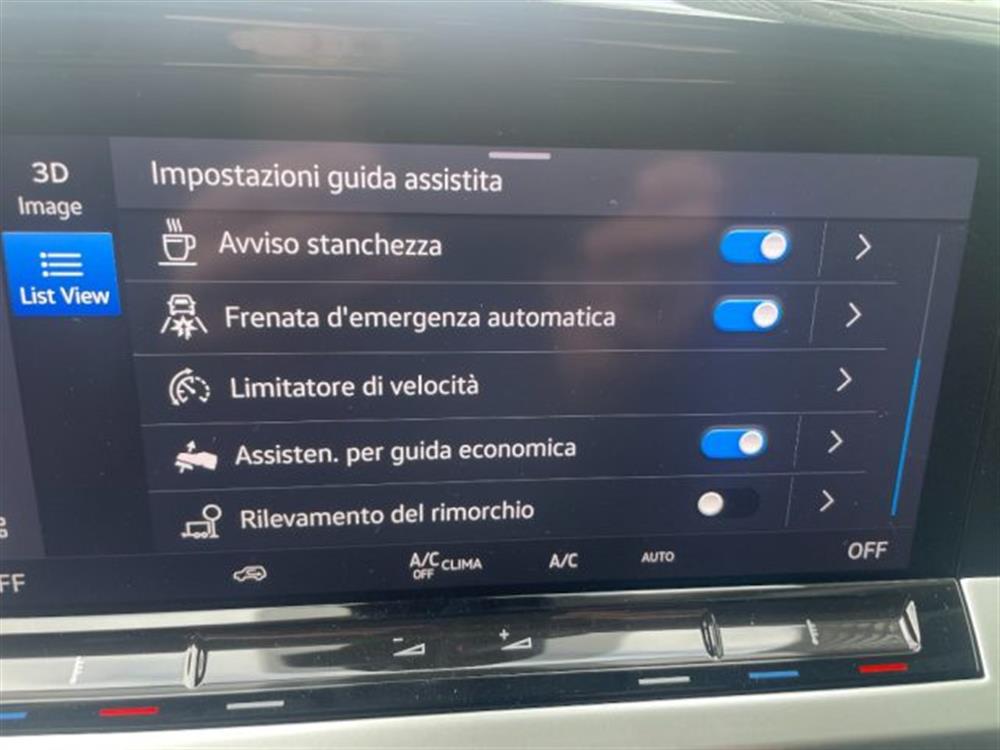 3D
Image
List View
Impostazioni guida assistita
Avviso stanchezza
Frenata d'emergenza automatica
Limitatore di velocità
Assisten. per guida economica
Rilevamento del rimorchio
FF
A/C OFF CLIMA
A/C
AUTO
OFF
- +